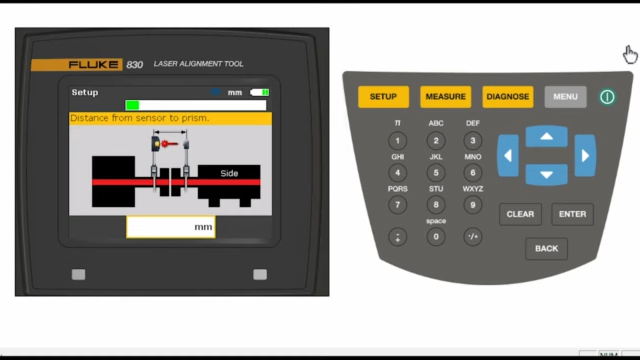 FLUKE 830 LASER ALIGNMENT TOOL
Setup mm
Distance from sensor to prism.
Side
mm
SETUP MEASURE DIAGNOSE MENU
π ABC DEF
1 2 3
GHI JKL MNO
4 5 6
PQRS STU WXYZ
7 8 9
space
0 ·/+
CLEAR ENTER
BACK
NUM